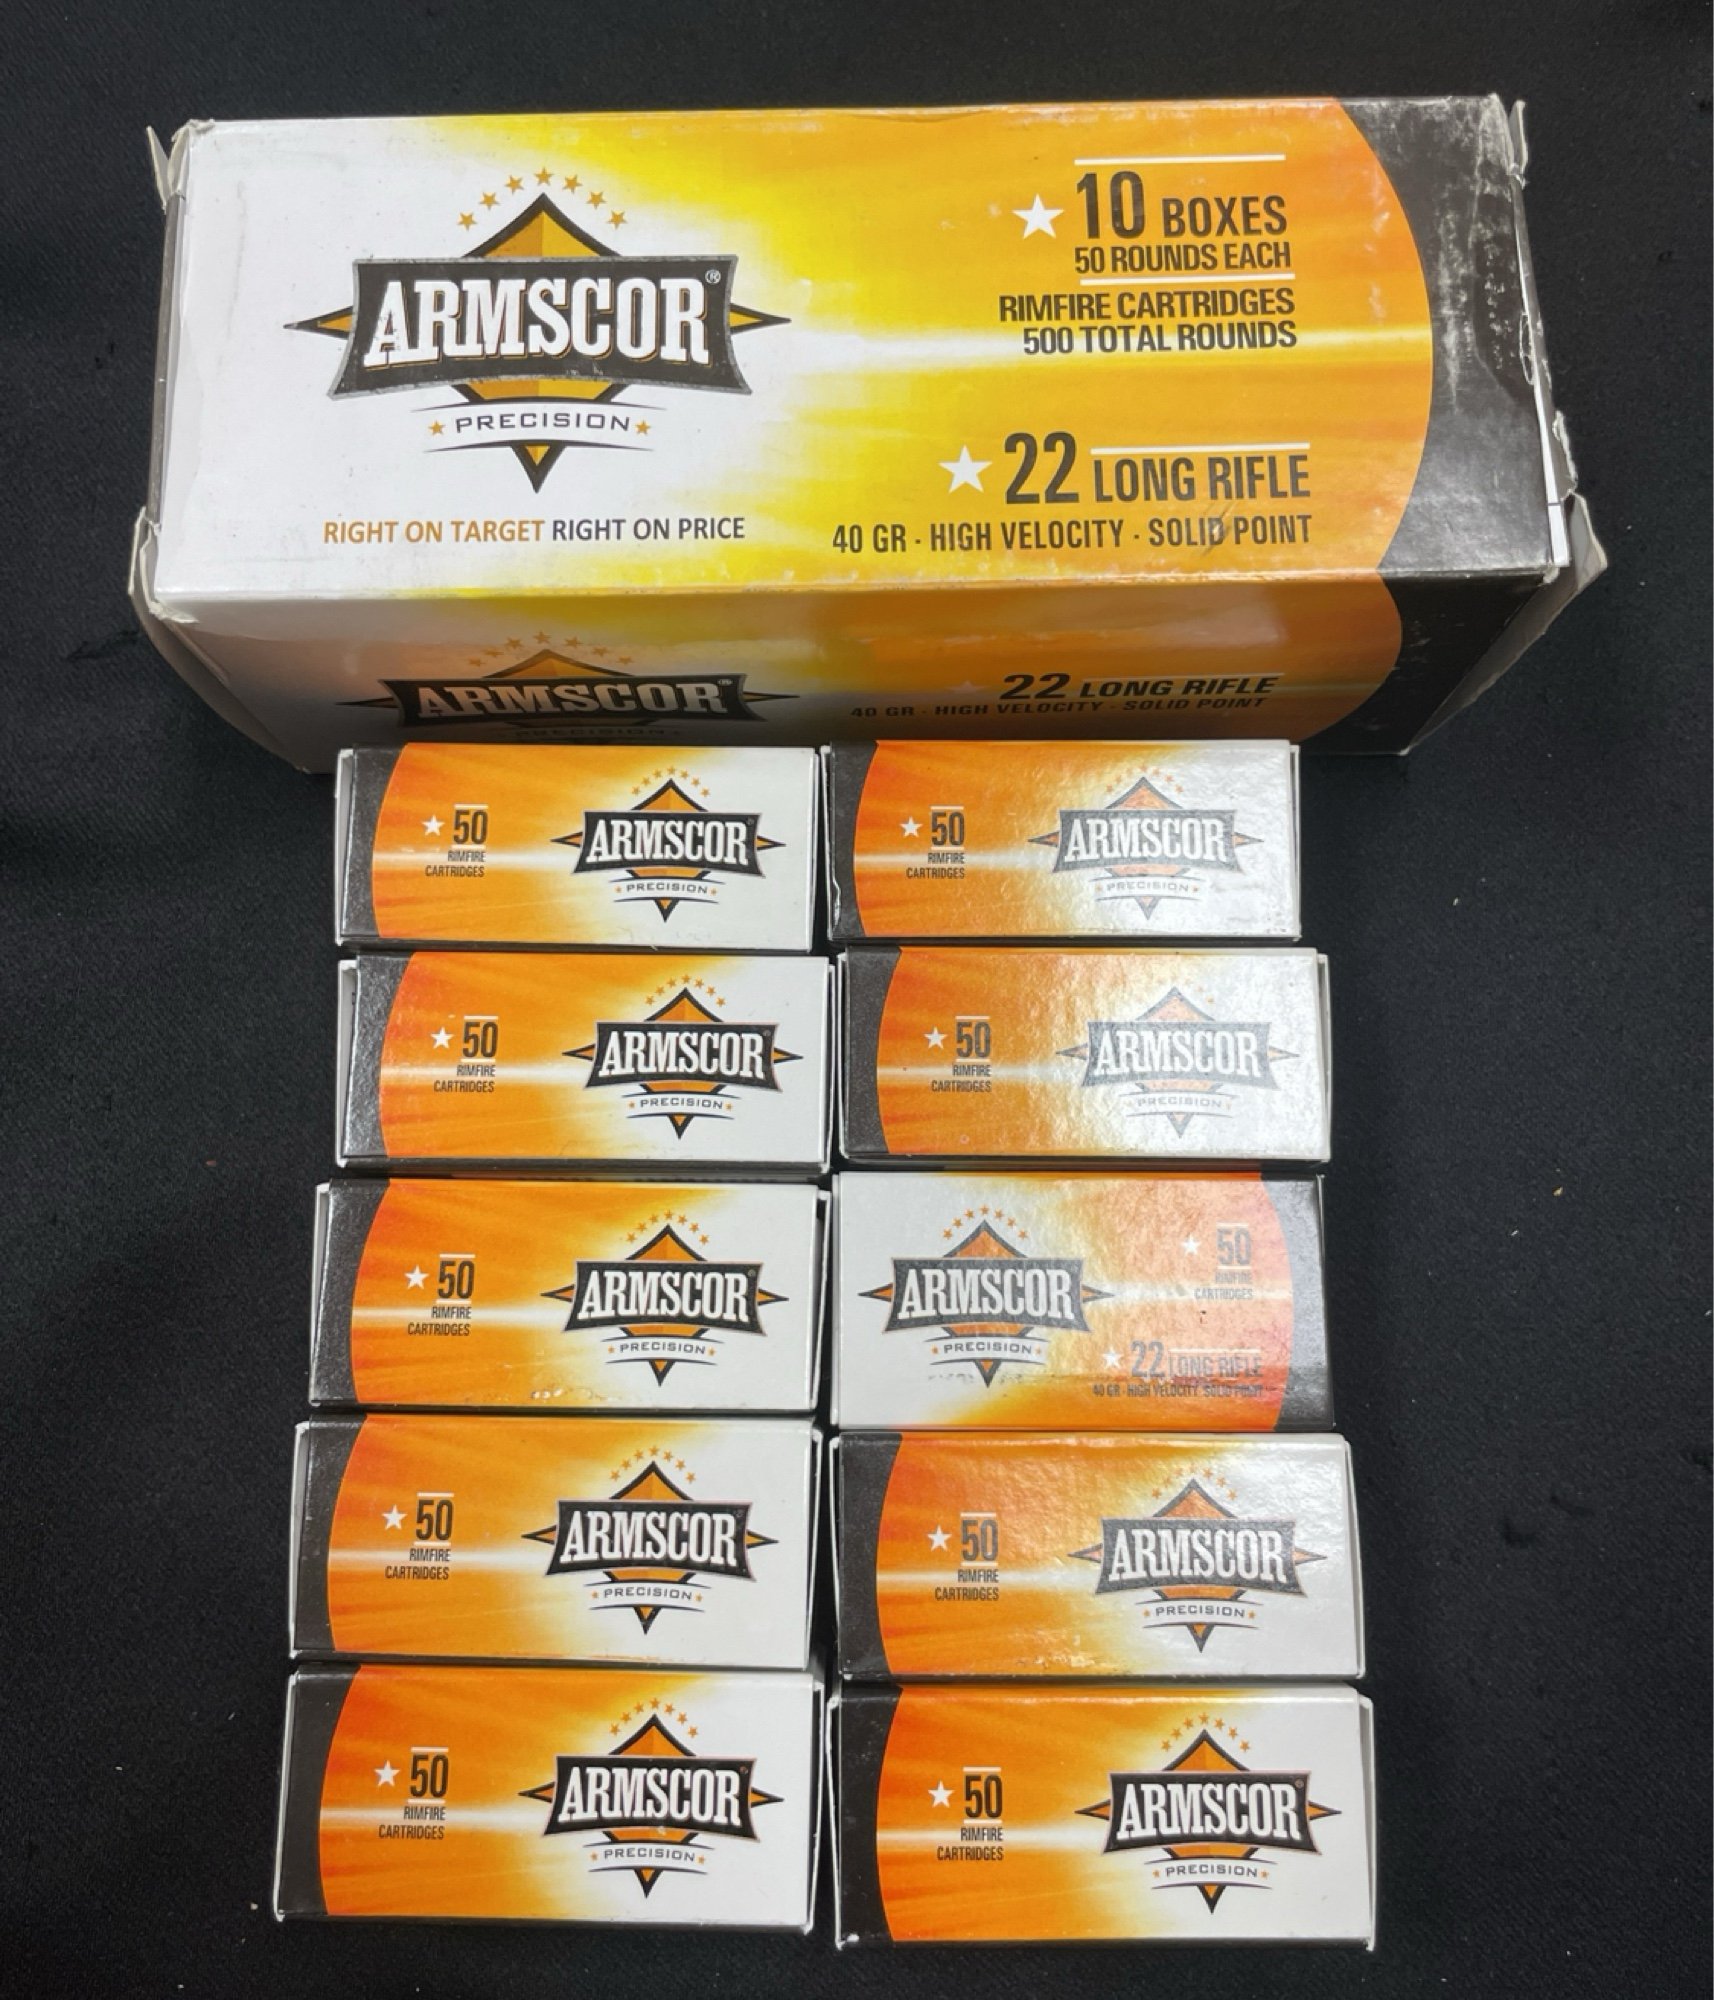 ARMSCOR®
PRECISION
RIGHT ON TARGET RIGHT ON PRICE
10 BOXES
50 ROUNDS EACH
RIMFIRE CARTRIDGES
500 TOTAL ROUNDS
22 LONG RIFLE
40 GR · HIGH VELOCITY · SOLID POINT
ARMSCOR®
PRECISION
22 LONG RIFLE
40 GR · HIGH VELOCITY · SOLID POINT
50
RIMFIRE
CARTRIDGES
ARMSCOR
PRECISION
50
RIMFIRE
CARTRIDGES
ARMSCOR
PRECISION
50
RIMFIRE
CARTRIDGES
ARMSCOR
PRECISION
50
RIMFIRE
CARTRIDGES
ARMSCOR
PRECISION
50
RIMFIRE
CARTRIDGES
ARMSCOR
PRECISION
ARMSCOR
PRECISION
50
RIMFIRE
CARTRIDGES
22 LONG RIFLE
40 GR · HIGH VELOCITY · SOLID POINT
50
RIMFIRE
CARTRIDGES
ARMSCOR
PRECISION
50
RIMFIRE
CARTRIDGES
ARMSCOR
PRECISION
50
RIMFIRE
CARTRIDGES
ARMSCOR
PRECISION
50
RIMFIRE
CARTRIDGES
ARMSCOR
PRECISION